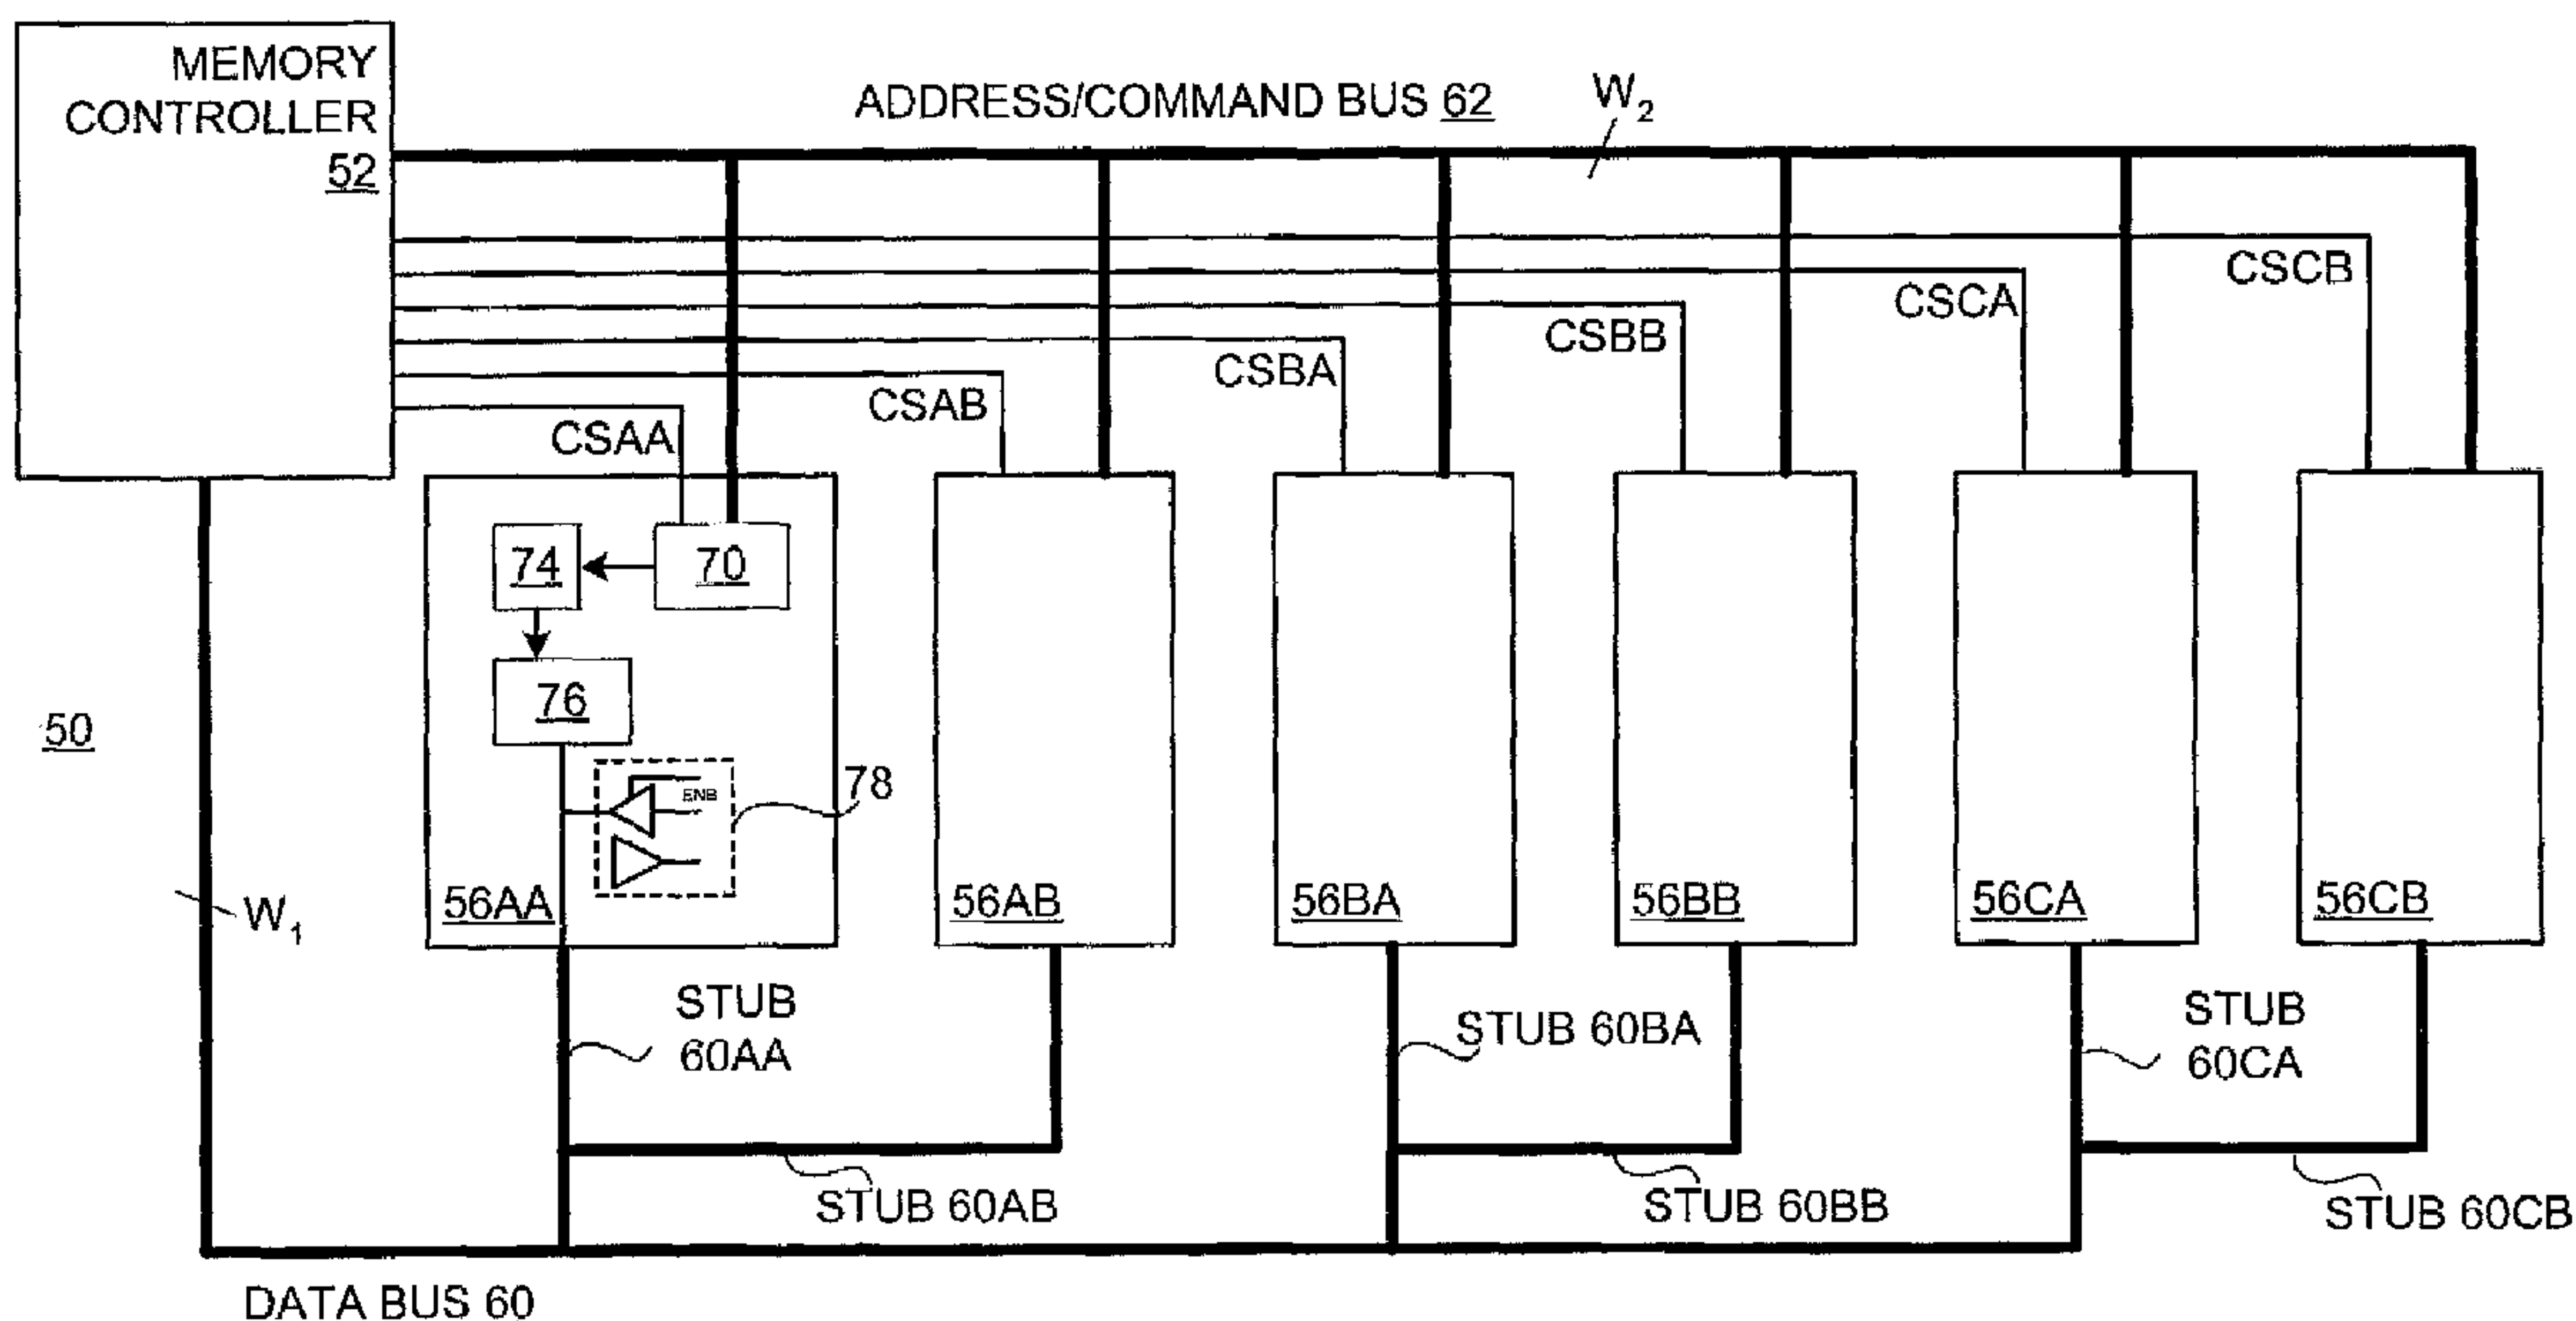 MEMORY
CONTROLLER
52
ADDRESS/COMMAND BUS 62
W2
CSCB
CSCA
CSBB
CSBA
CSAB
CSAA
74
70
76
50
ENB
78
W1
56AA
56AB
56BA
56BB
56CA
56CB
STUB
60AA
STUB 60BA
STUB
60CA
STUB 60AB
STUB 60BB
STUB 60CB
DATA BUS 60